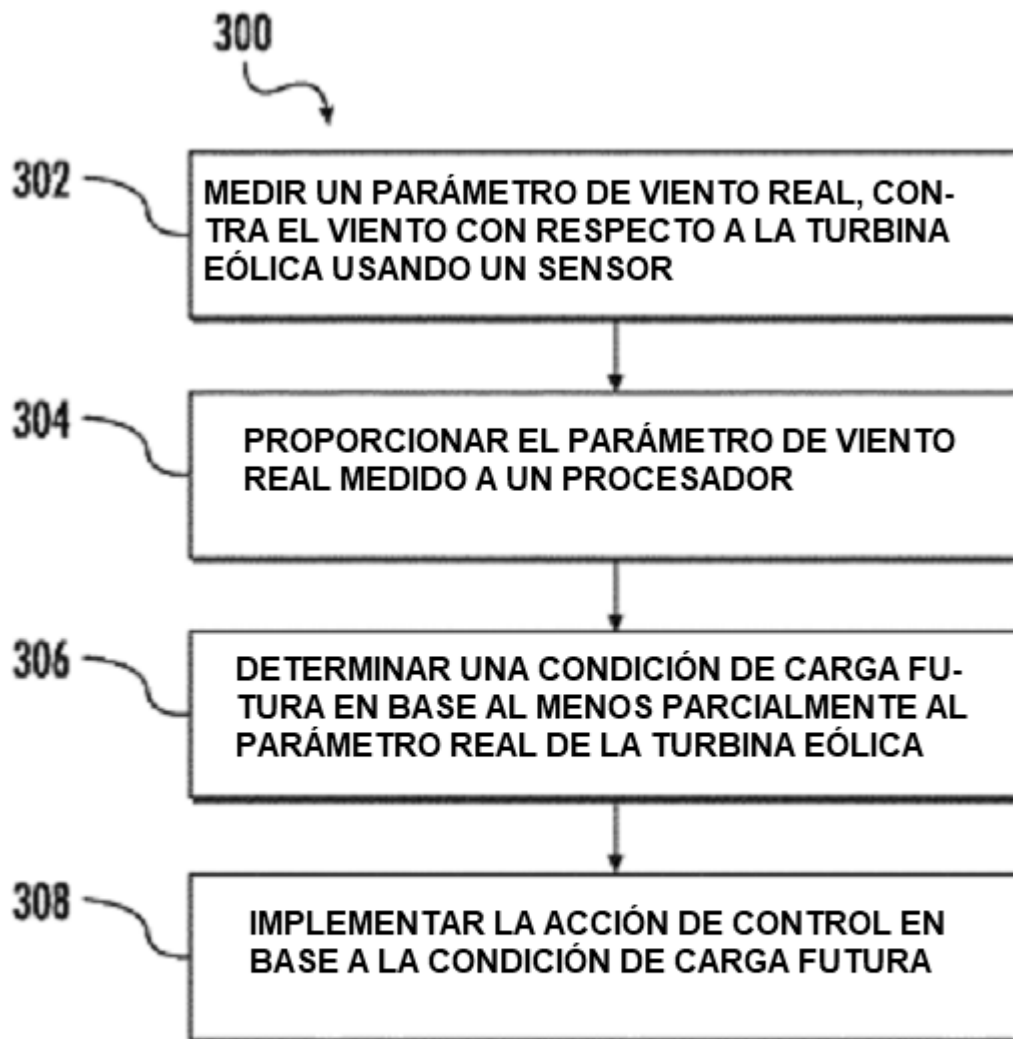 300
302
MEDIR UN PARÁMETRO DE VIENTO REAL, CON-
TRA EL VIENTO CON RESPECTO A LA TURBINA
EÓLICA USANDO UN SENSOR
304
PROPORCIONAR EL PARÁMETRO DE VIENTO
REAL MEDIDO A UN PROCESADOR
306
DETERMINAR UNA CONDICIÓN DE CARGA FU-
TURA EN BASE AL MENOS PARCIALMENTE AL
PARÁMETRO REAL DE LA TURBINA EÓLICA
308
IMPLEMENTAR LA ACCIÓN DE CONTROL EN
BASE A LA CONDICIÓN DE CARGA FUTURA